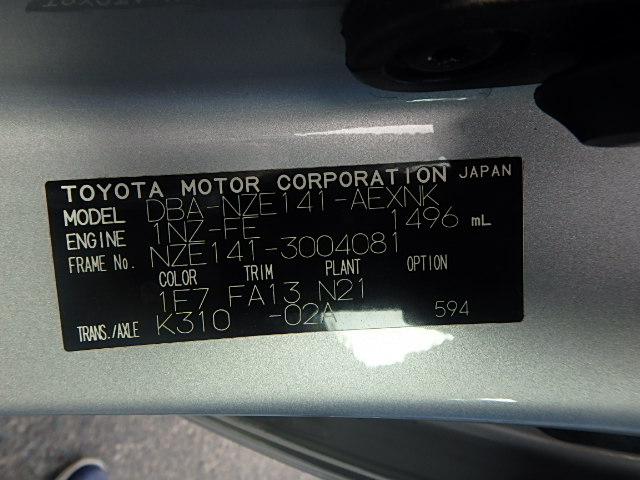 TOYOTA MOTOR CORPORATION JAPAN
MODEL DBA-NZE141-AEXNK
ENGINE 1NZ-FE 1496 mL
FRAME No. NZE141-3004081
COLOR TRIM PLANT OPTION
1F7 FA13 N21
TRANS./AXLE K310 -02A 594